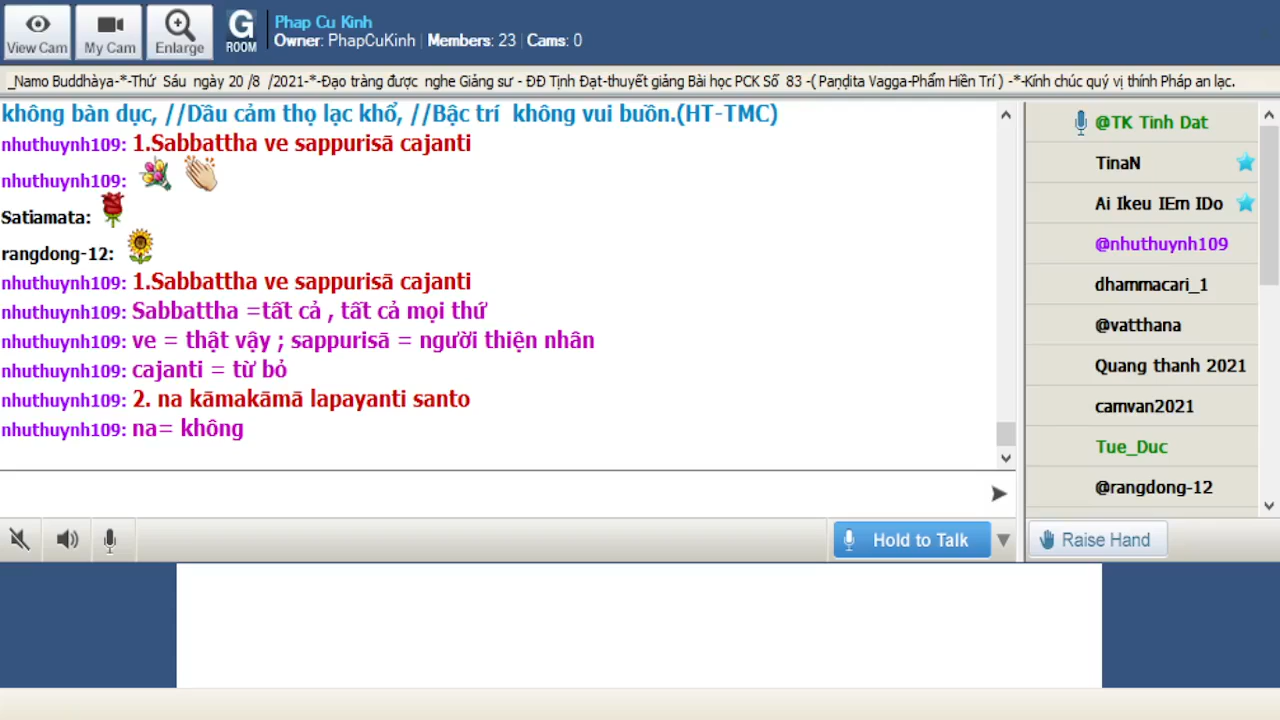 View Cam
My Cam
Enlarge
G
ROOM
Phap Cu Kinh
Owner: PhapCuKinh | Members: 23 | Cams: 0
_Namo Buddhàya-*-Thứ Sáu ngày 20 /8 /2021-*-Đạo tràng được nghe Giảng sư - ĐĐ Tịnh Đạt-thuyết giảng Bài học PCK Số 83 -( Paṇḍita Vagga-Phẩm Hiền Trí ) -*-Kính chúc quý vị thính Pháp an lạc.
không bàn dục, //Dầu cảm thọ lạc khổ, //Bậc trí không vui buồn.(HT-TMC)
nhuthuynh109: 1.Sabbattha ve sappurisā cajanti
nhuthuynh109:
Satiamata:
rangdong-12:
nhuthuynh109: 1.Sabbattha ve sappurisā cajanti
nhuthuynh109: Sabbattha =tất cả , tất cả mọi thứ
nhuthuynh109: ve = thật vậy ; sappurisā = người thiện nhân
nhuthuynh109: cajanti = từ bỏ
nhuthuynh109: 2. na kāmakāmā lapayanti santo
nhuthuynh109: na= không
@TK Tinh Dat
TinaN
Ai lkeu IEm IDo
@nhuthuynh109
dhammacari_1
@vatthana
Quang thanh 2021
camvan2021
Tue_Duc
@rangdong-12
Hold to Talk
Raise Hand